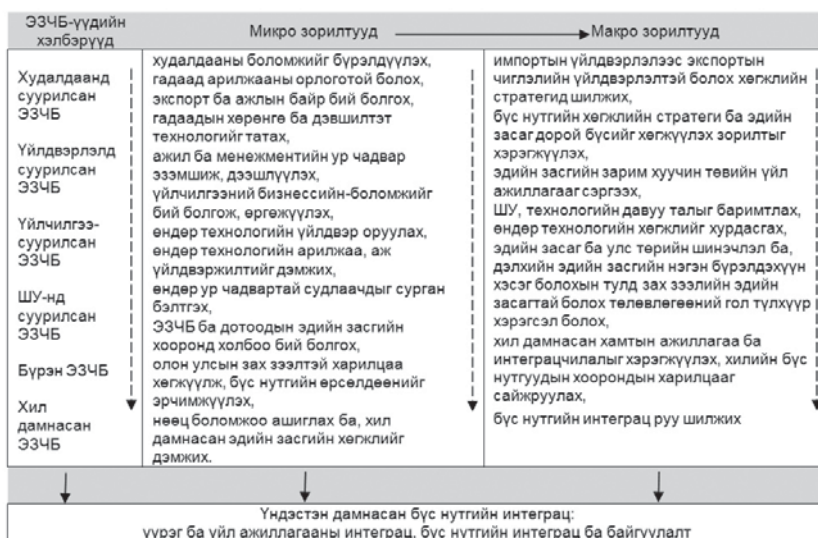 ЭЗЧБ-үүдийн
хэлбэрүүд
Микро зорилтууд
Макро зорилтууд
Худалдаанд
суурилсан
ЭЗЧБ
Үйлдвэрлэлд
суурилсан
ЭЗЧБ
Үйлчилгээ-
суурилсан
ЭЗЧБ
ШУ-нд
суурилсан
ЭЗЧБ
Бүрэн ЭЗЧБ
Хил
дамнасан
ЭЗЧБ
худалдааны боломжийг бүрэлдүүлэх,
гадаад арилжааны орлоготой болох,
экспорт ба ажлын байр бий болгох,
гадаадын хөрөнгө ба дэвшилтэт
технологийг татах,
ажил ба менежментийн ур чадвар
эзэмшиж, дээшлүүлэх,
үйлчилгээний бизнессийн-боломжийг
бий болгож, өргөжүүлэх,
өндөр технологийн үйлдвэр оруулах,
өндөр технологийн арилжаа, аж
үйлдвэржилтийг дэмжих,
өндөр ур чадвартай судлаачдыг сурган
бэлтгэх,
ЭЗЧБ ба дотоодын эдийн засгийн
хооронд холбоо бий болгох,
олон улсын зах зээлтэй харилцаа
хөгжүүлж, бүс нутгийн өрсөлдөөнийг
эрчимжүүлэх,
нөөц боломжоо ашиглах ба, хил
дамнасан эдийн засгийн хөгжлийг
дэмжих.
импортын үйлдвэрлэлээс экспортын
чиглэлийн үйлдвэрлэлтэй болох хөгжлийн
стратегид шилжих,
бүс нутгийн хөгжлийн стратеги ба эдийн
засаг дорой бүсийг хөгжүүлэх зорилтыг
хэрэгжүүлэх,
эдийн засгийн зарим хуучин төвийн үйл
ажиллагааг сэргээх,
ШУ, технологийн давуу талыг баримтлах,
өндөр технологийн хөгжлийг хурдасгах,
эдийн засаг ба улс төрийн шинэчлэл ба,
дэлхийн эдийн засгийн нэгэн бүрэлдэхүүн
хэсэг болохын тулд зах зээлийн эдийн
засагтай болох төлөвлөгөөний гол түлхүүр
хэрэгсэл болох,
хил дамнасан хамтын ажиллагаа ба
интеграцчилалыг хэрэгжүүлэх, хилийн бүс
нутгуудын хоорондын харилцааг
сайжруулах,
бүс нутгийн интеграц руу шилжих
Үндэстэн дамнасан бүс нутгийн интеграц:
үүрэг ба үйл ажиллагааны интеграц, бүс нутгийн интеграц ба байгуулалт